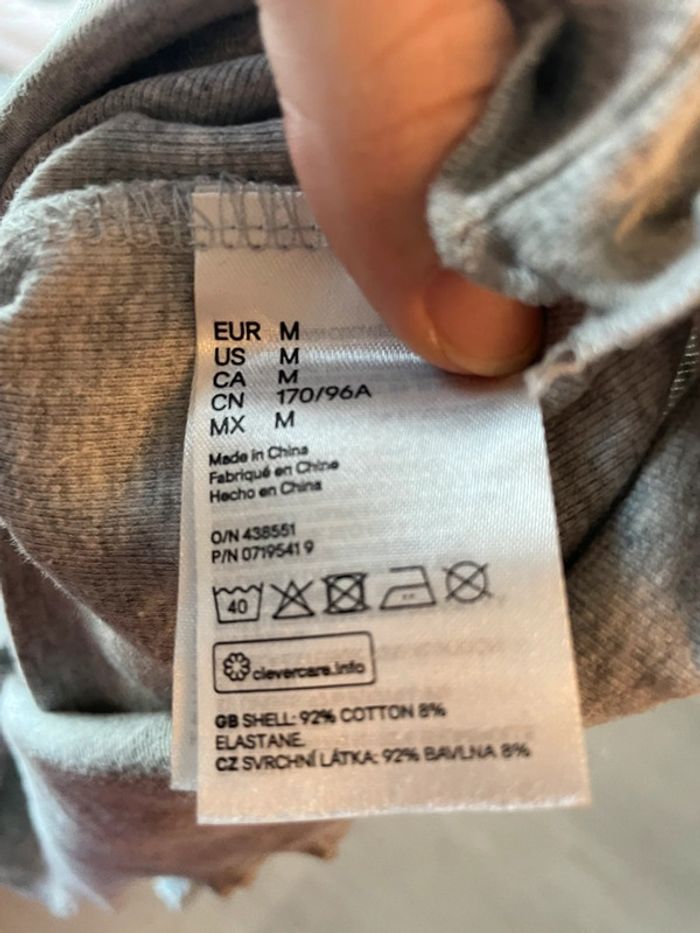 EUR M
US M
CA M
CN 170/96A
MX M
Made in China
Fabriqué en Chine
Hecho en China
O/N 438551
P/N 0719541 9
40
clevercare.info
GB SHELL: 92% COTTON 8%
ELASTANE.
CZ SVRCHNÍ LÁTKA: 92% BAVLNA 8%